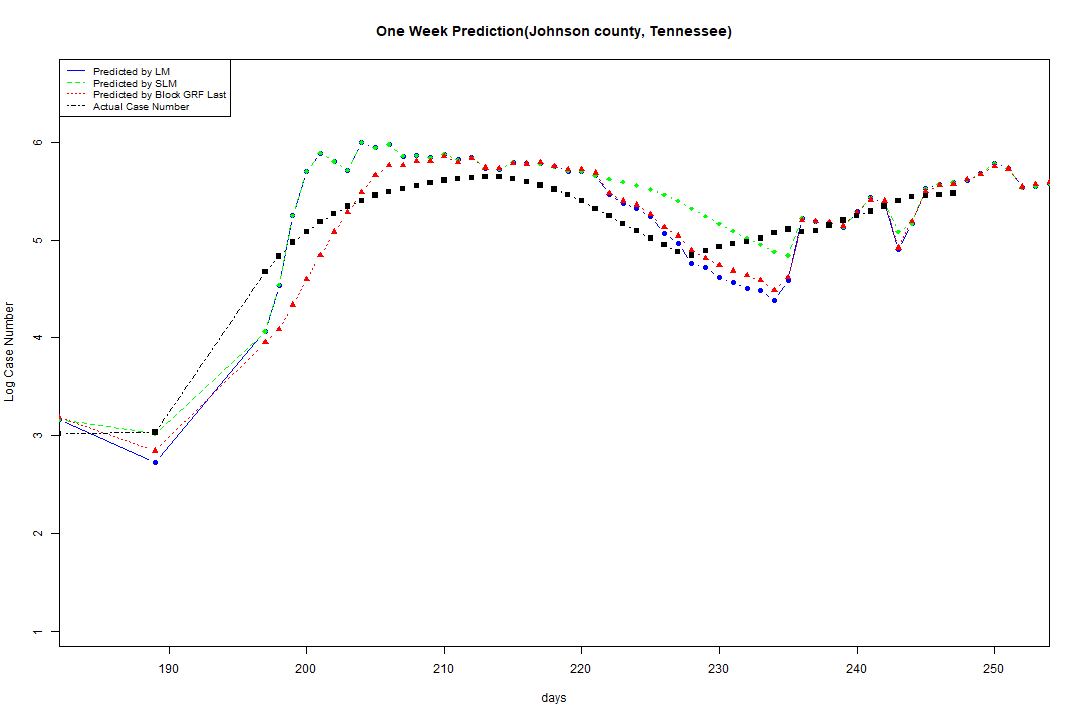 One Week Prediction(Johnson county, Tennessee)
Predicted by LM
Predicted by SLM
Predicted by Block GRF Last
Actual Case Number
6
5
4
3
2
1
Log Case Number
190 200 210 220 230 240 250
days